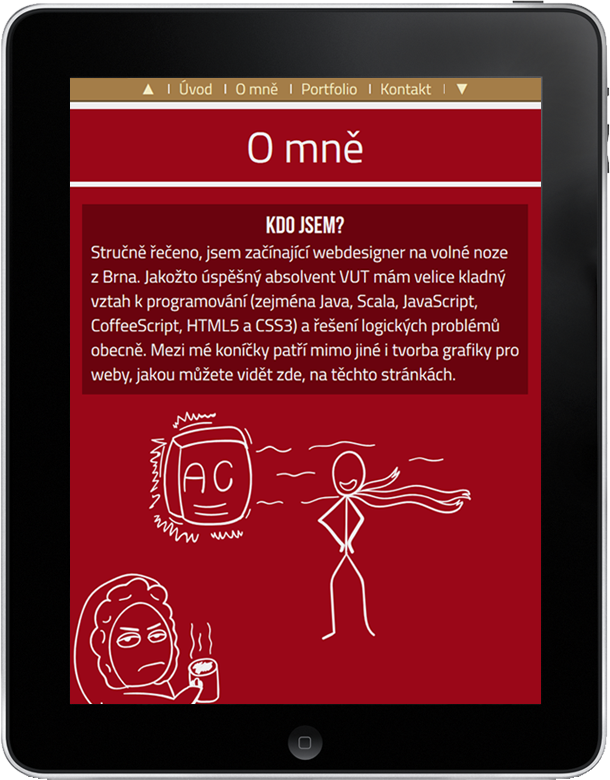 ▲ | Úvod | O mně | Portfolio | Kontakt | ▼
O mně
KDO JSEM?
Stručně řečeno, jsem začínající webdesigner na volné noze
z Brna. Jakožto úspěšný absolvent VUT mám velice kladný
vztah k programování (zejména Java, Scala, JavaScript,
CoffeeScript, HTML5 a CSS3) a řešení logických problémů
obecně. Mezi mé koníčky patří mimo jiné i tvorba grafiky pro
weby, jakou můžete vidět zde, na těchto stránkách.
AC